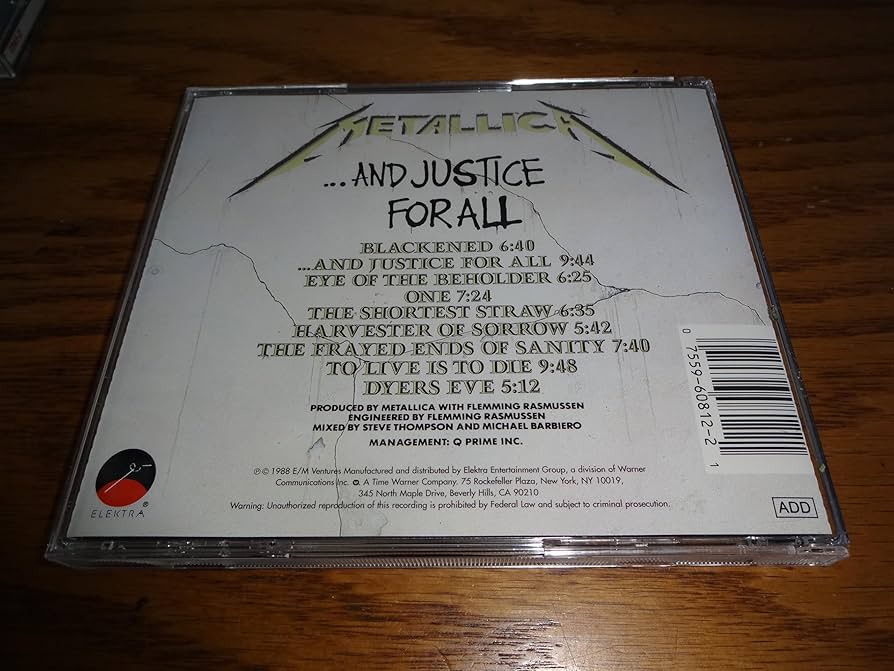 METALLICA
...AND JUSTICE
FOR ALL
BLACKENED 6:40
...AND JUSTICE FOR ALL 9:44
EYE OF THE BEHOLDER 6:25
ONE 7:24
THE SHORTEST STRAW 6:35
HARVESTER OF SORROW 5:42
THE FRAYED ENDS OF SANITY 7:40
TO LIVE IS TO DIE 9:48
DYERS EVE 5:12
PRODUCED BY METALLICA WITH FLEMMING RASMUSSEN
ENGINEERED BY FLEMMING RASMUSSEN
MIXED BY STEVE THOMPSON AND MICHAEL BARBIERO
MANAGEMENT: Q PRIME INC.
℗ © 1988 E/M Ventures Manufactured and distributed by Elektra Entertainment Group, a division of Warner
Communications Inc. A Time Warner Company. 75 Rockefeller Plaza, New York, NY 10019,
345 North Maple Drive, Beverly Hills, CA 90210
Warning: Unauthorized reproduction of this recording is prohibited by Federal Law and subject to criminal prosecution.
ELEKTRA®
0 7559-60812-2 1
ADD